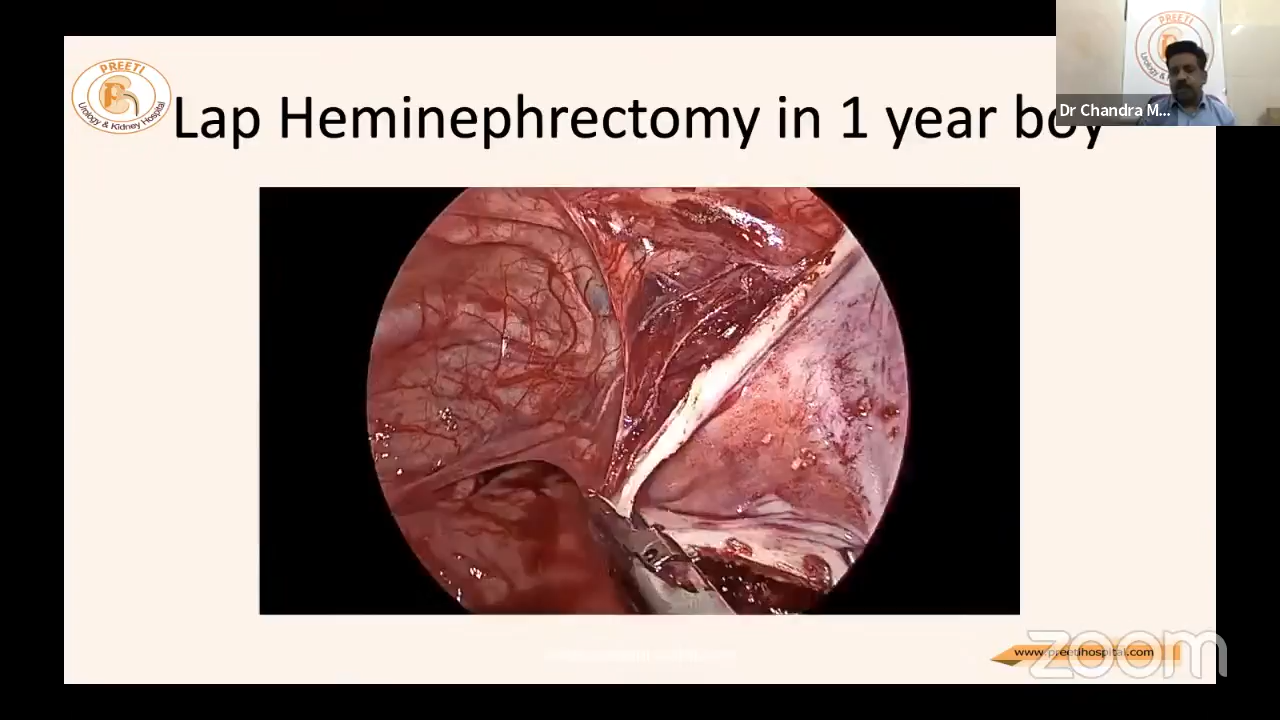 PREETI
Urology & Kidney Hospital
Lap Heminephrectomy in 1 year boy
Dr Chandra M...
www.preetihospital.com
zoom